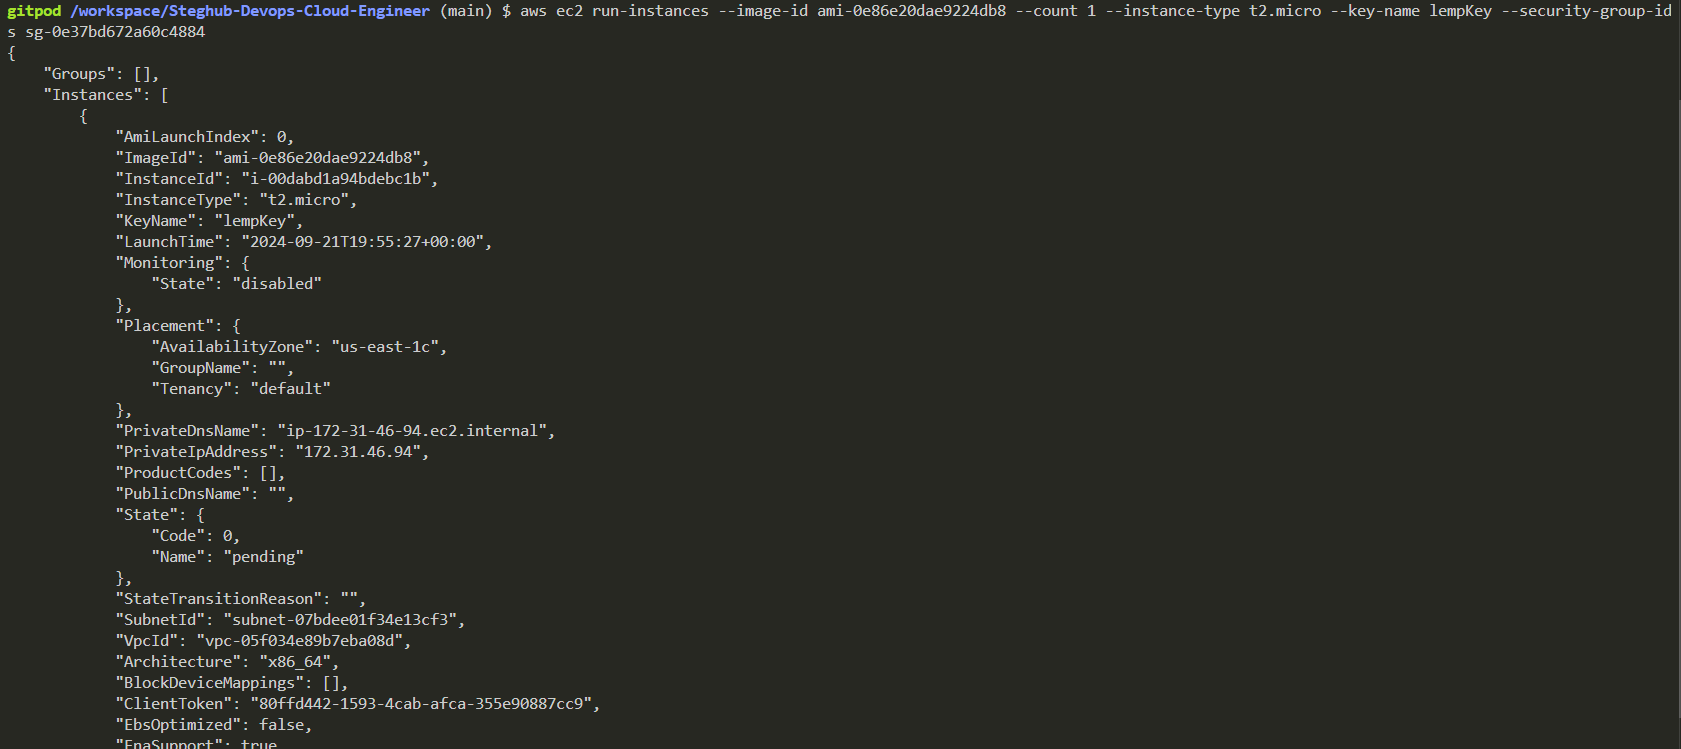 gitpod /workspace/Steghub-Devops-Cloud-Engineer (main) $ aws ec2 run-instances --image-id ami-0e86e20dae9224db8 --count 1 --instance-type t2.micro --key-name lempKey --security-group-id
s sg-0e37bd672a60c4884
{
    "Groups": [],
    "Instances": [
        {
            "AmiLaunchIndex": 0,
            "ImageId": "ami-0e86e20dae9224db8",
            "InstanceId": "i-00dabd1a94bdebc1b",
            "InstanceType": "t2.micro",
            "KeyName": "lempKey",
            "LaunchTime": "2024-09-21T19:55:27+00:00",
            "Monitoring": {
                "State": "disabled"
            },
            "Placement": {
                "AvailabilityZone": "us-east-1c",
                "GroupName": "",
                "Tenancy": "default"
            },
            "PrivateDnsName": "ip-172-31-46-94.ec2.internal",
            "PrivateIpAddress": "172.31.46.94",
            "ProductCodes": [],
            "PublicDnsName": "",
            "State": {
                "Code": 0,
                "Name": "pending"
            },
            "StateTransitionReason": "",
            "SubnetId": "subnet-07bdee01f34e13cf3",
            "VpcId": "vpc-05f034e89b7eba08d",
            "Architecture": "x86_64",
            "BlockDeviceMappings": [],
            "ClientToken": "80ffd442-1593-4cab-afca-355e90887cc9",
            "EbsOptimized": false,
            "EnaSupport": true